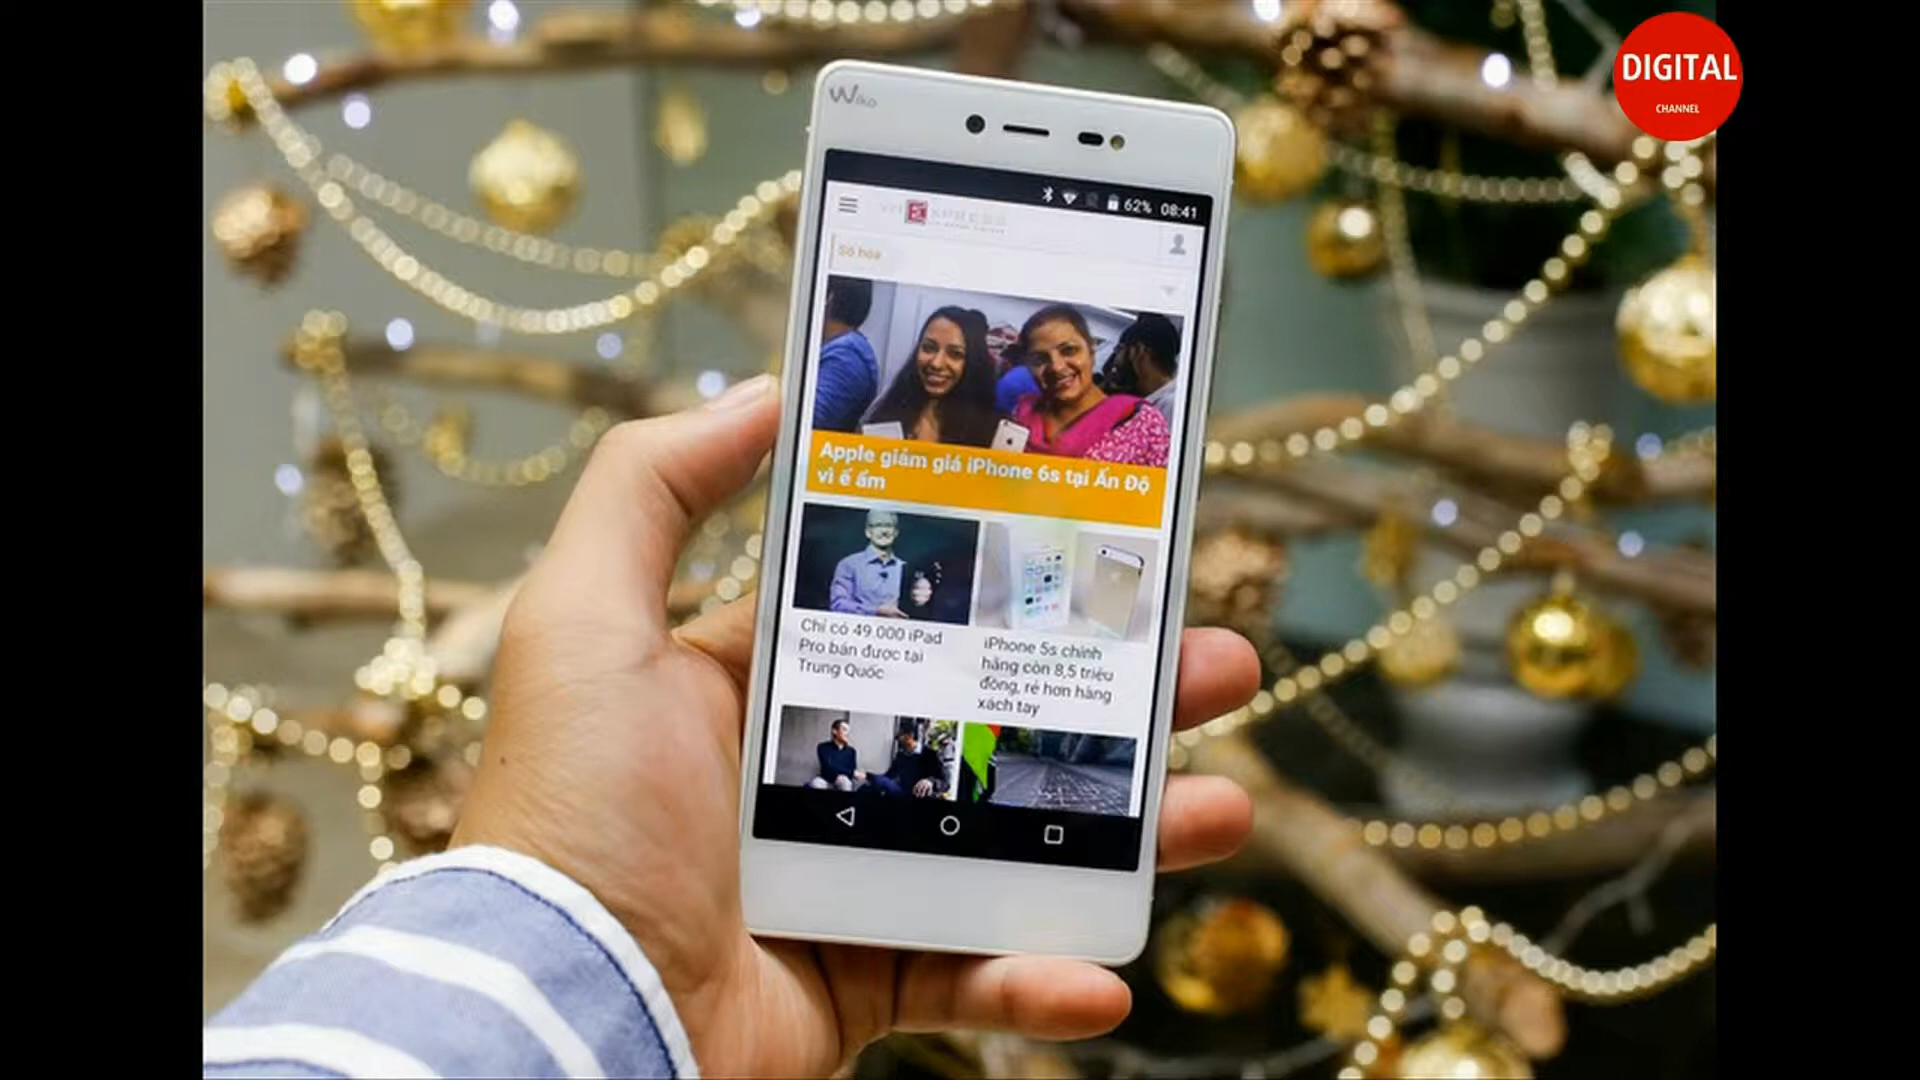 DIGITAL
CHANNEL
Wiko
62% 08:41
Số hóa
Apple giảm giá iPhone 6s tại Ấn Độ
vì ế ẩm
Chỉ có 49.000 iPad
Pro bán được tại
Trung Quốc
iPhone 5s chính
hãng còn 8,5 triệu
đồng, rẻ hơn hàng
xách tay